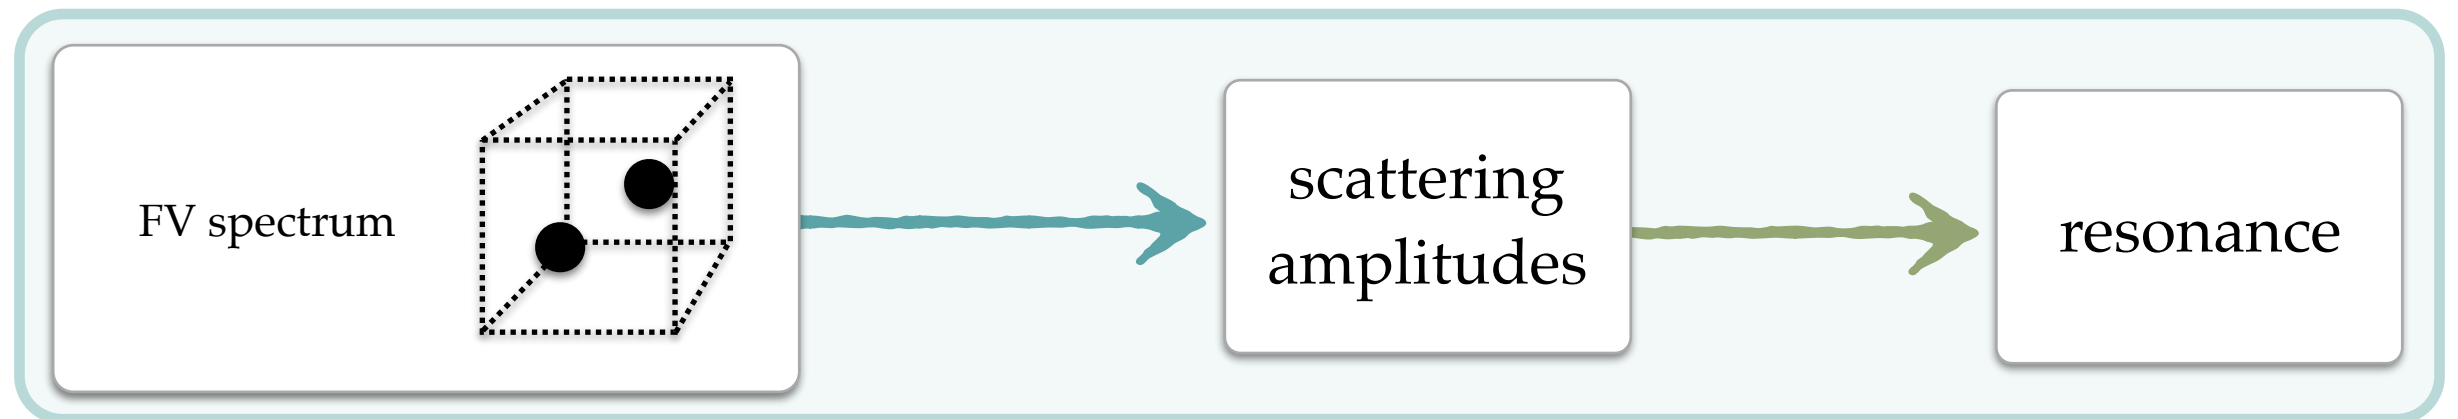 FV spectrum
scattering
amplitudes
resonance